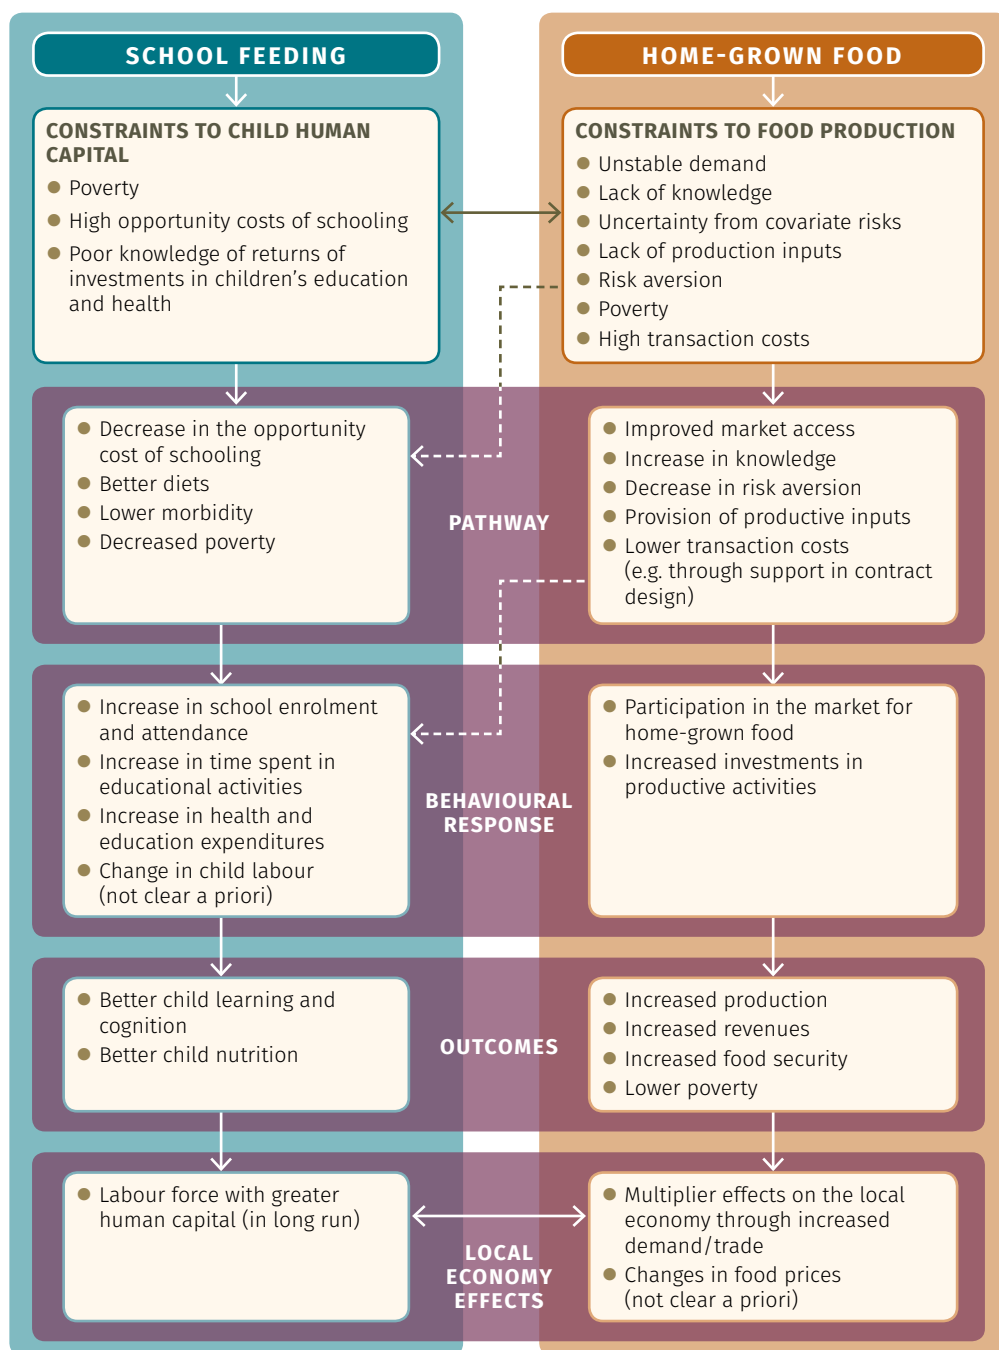 SCHOOL FEEDING
CONSTRAINTS TO CHILD HUMAN
CAPITAL
Poverty
High opportunity costs of schooling
Poor knowledge of returns of
investments in children’s education
and health
HOME-GROWN FOOD
CONSTRAINTS TO FOOD PRODUCTION
Unstable demand
Lack of knowledge
Uncertainty from covariate risks
Lack of production inputs
Risk aversion
Poverty
High transaction costs
Decrease in the opportunity
cost of schooling
Better diets
Lower morbidity
Decreased poverty
PATHWAY
Improved market access
Increase in knowledge
Decrease in risk aversion
Provision of productive inputs
Lower transaction costs
(e.g. through support in contract
design)
Increase in school enrolment
and attendance
Increase in time spent in
educational activities
Increase in health and
education expenditures
Change in child labour
(not clear a priori)
BEHAVIOURAL
RESPONSE
Participation in the market for
home-grown food
Increased investments in
productive activities
Better child learning and
cognition
Better child nutrition
OUTCOMES
Increased production
Increased revenues
Increased food security
Lower poverty
Labour force with greater
human capital (in long run)
LOCAL
ECONOMY
EFFECTS
Multiplier effects on the local
economy through increased
demand/trade
Changes in food prices
(not clear a priori)